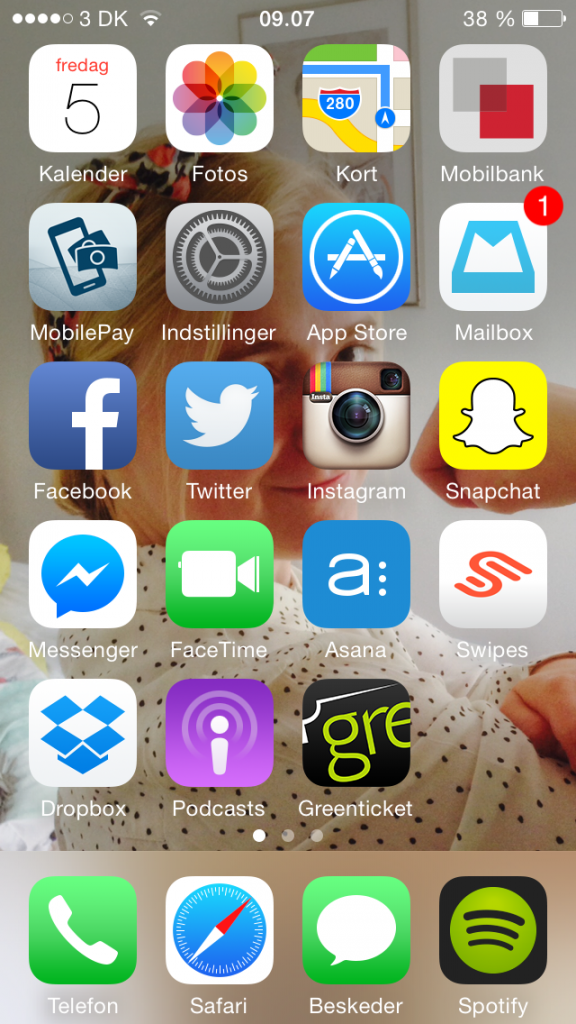 3 DK 09.07 38 %
fredag
5
280
Kalender Fotos Kort Mobilbank
1
MobilePay Indstillinger App Store Mailbox
Insta
Facebook Twitter Instagram Snapchat
a:
Messenger FaceTime Asana Swipes
gre
Dropbox Podcasts Greenticket
Telefon Safari Beskeder Spotify